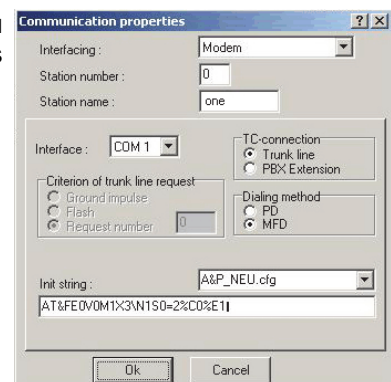 Communication properties
Interfacing : Modem
Station number : 0
Station name : one
Interface : COM 1
TC-connection
Trunk line
PBX Extension
Criterion of trunk line request
Ground impulse
Flash
Request number 0
Dialing method
PD
MFD
Init string : A&P_NEU.cfg
AT&FE0V0M1X3\N1S0=2%C0%E1
Ok Cancel